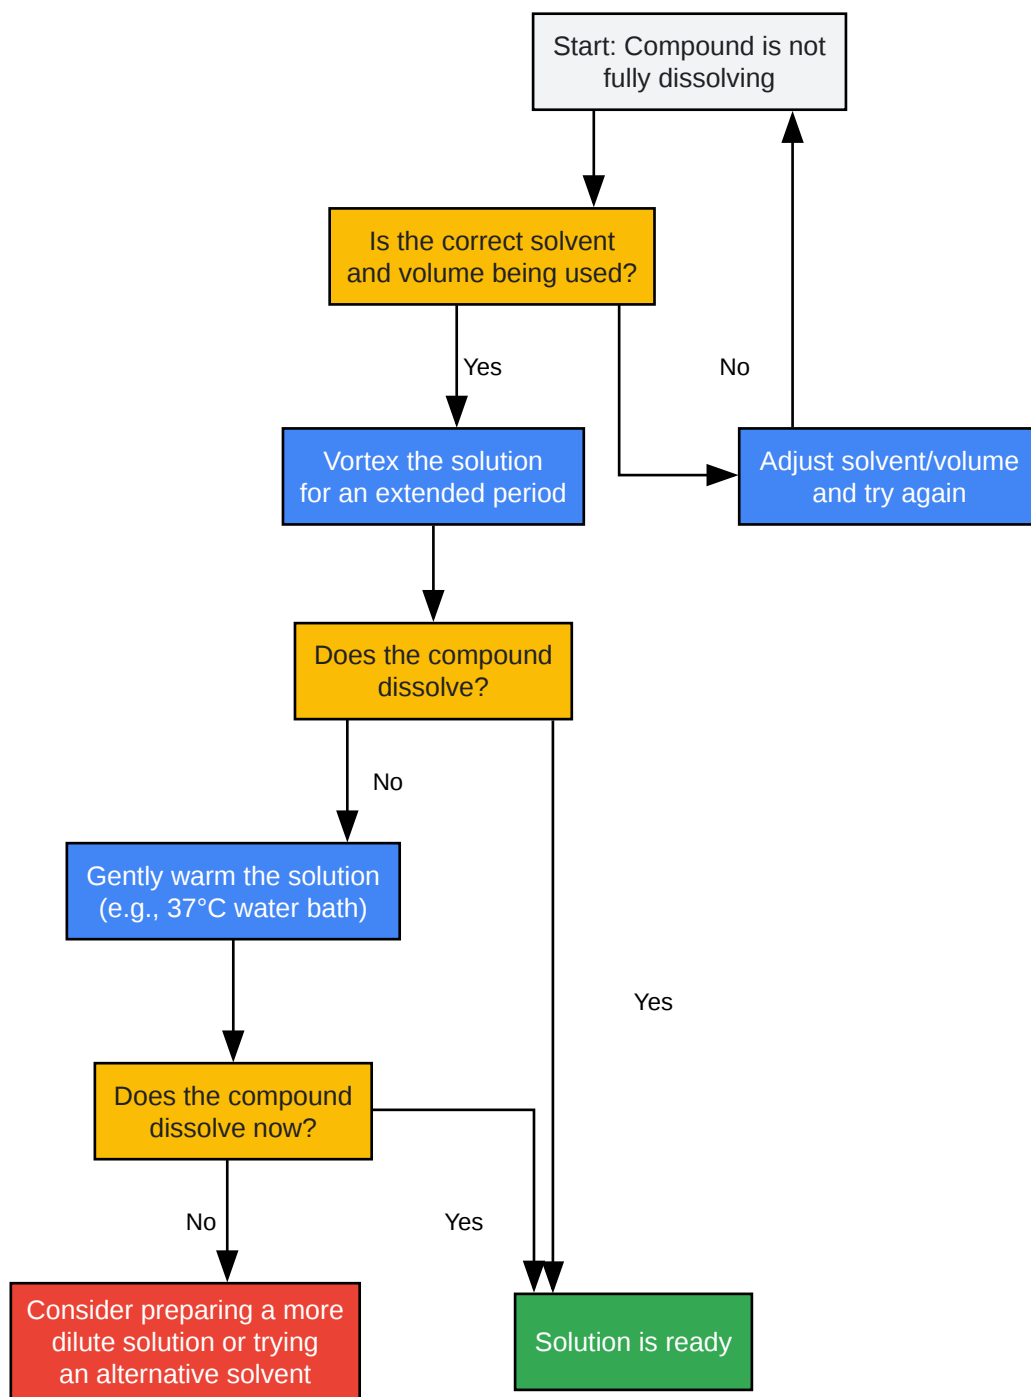 Start: Compound is not
fully dissolving
Is the correct solvent
and volume being used?
Yes
No
Vortex the solution
for an extended period
Adjust solvent/volume
and try again
Does the compound
dissolve?
No
Gently warm the solution
(e.g., 37°C water bath)
Yes
Does the compound
dissolve now?
No
Yes
Consider preparing a more
dilute solution or trying
an alternative solvent
Solution is ready